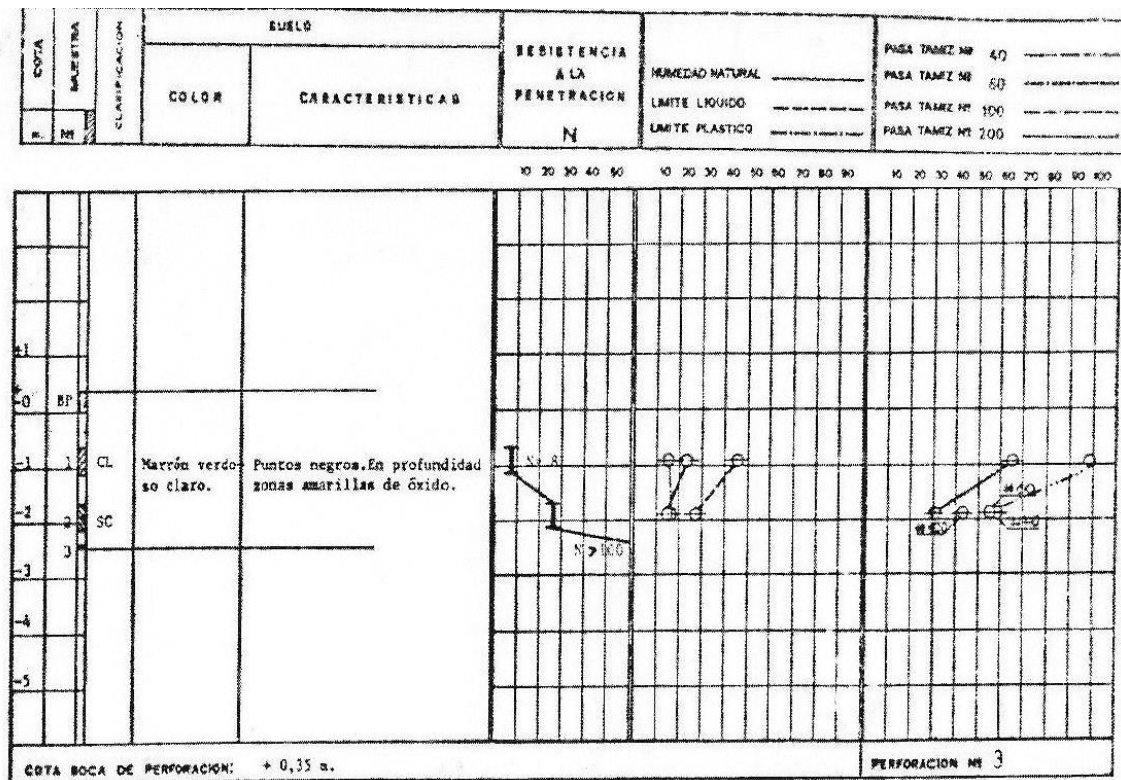 COTA
m.
MUESTRA
Nº
CLASIFICACION
SUELO
COLOR
CARACTERISTICAS
RESISTENCIA
A LA
PENETRACION
N
HUMEDAD NATURAL
LIMITE LIQUIDO
LIMITE PLASTICO
PASA TAMIZ Nº 40
PASA TAMIZ Nº 60
PASA TAMIZ Nº 100
PASA TAMIZ Nº 200
10 20 30 40 50
10 20 30 40 50 60 70 80 90
10 20 30 40 50 60 70 80 90 100
+1
+
-0 BP
-1 1 CL Marrón verdo- Puntos negros.En profundidad
so claro. zonas amarillas de óxido.
N= 8
-2 2 SC
3
N > 100
-3
-4
-5
COTA BOCA DE PERFORACION: + 0,35 m.
PERFORACION Nº 3